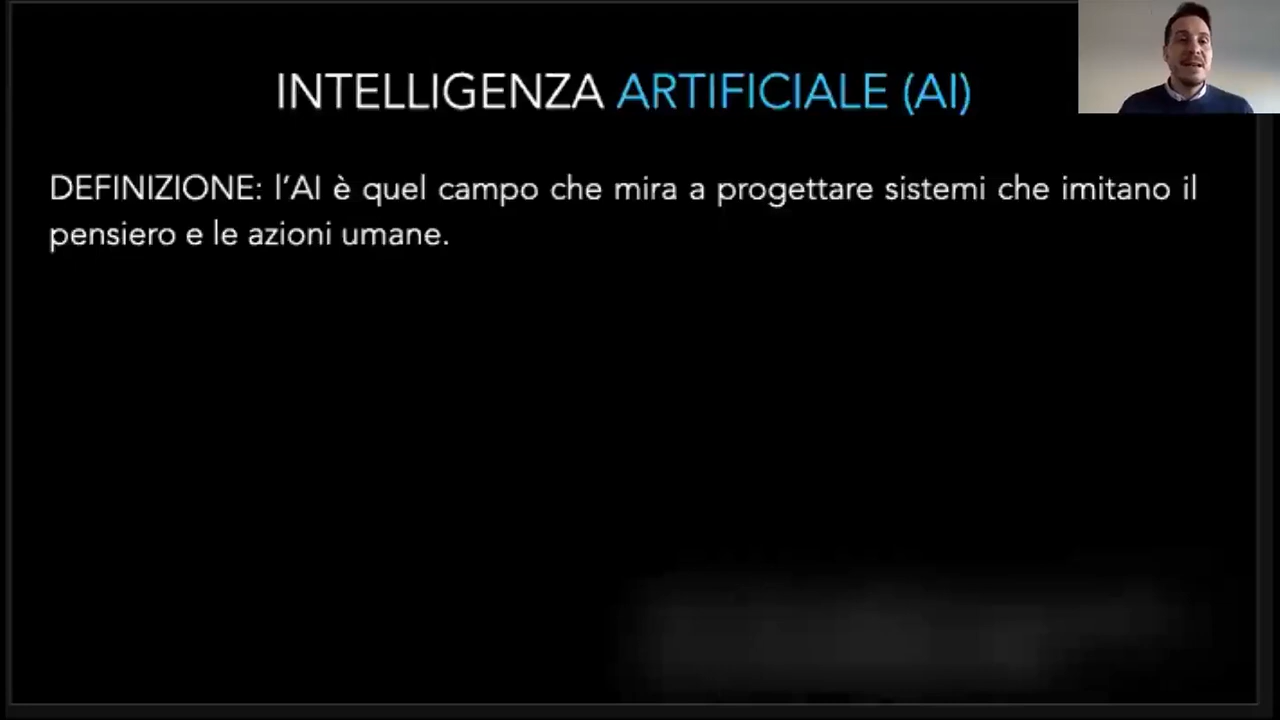 INTELLIGENZA ARTIFICIALE (AI)
DEFINIZIONE: l’AI è quel campo che mira a progettare sistemi che imitano il
pensiero e le azioni umane.